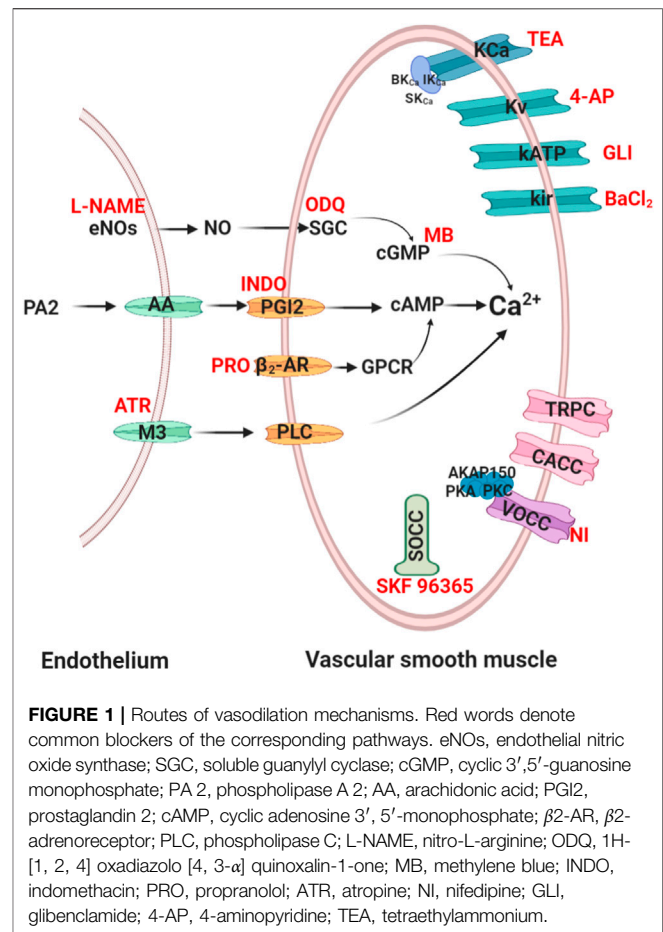 KCa
TEA
BKCa IKCa
SKCa
Kv
4-AP
kATP
GLI
kir
BaCl₂
L-NAME
eNOs
NO
ODQ
SGC
cGMP
MB
INDO
PA2
AA
PGI2
cAMP
Ca²⁺
PRO
β₂-AR
GPCR
ATR
M3
PLC
TRPC
CACC
AKAP150
PKA PKC
VOCC
NI
SOCC
SKF 96365
Endothelium
Vascular smooth muscle
FIGURE 1 | Routes of vasodilation mechanisms. Red words denote
common blockers of the corresponding pathways. eNOs, endothelial nitric
oxide synthase; SGC, soluble guanylyl cyclase; cGMP, cyclic 3′,5′-guanosine
monophosphate; PA 2, phospholipase A 2; AA, arachidonic acid; PGI2,
prostaglandin 2; cAMP, cyclic adenosine 3′, 5′-monophosphate; β2-AR, β2-
adrenoreceptor; PLC, phospholipase C; L-NAME, nitro-L-arginine; ODQ, 1H-
[1, 2, 4] oxadiazolo [4, 3-α] quinoxalin-1-one; MB, methylene blue; INDO,
indomethacin; PRO, propranolol; ATR, atropine; NI, nifedipine; GLI,
glibenclamide; 4-AP, 4-aminopyridine; TEA, tetraethylammonium.